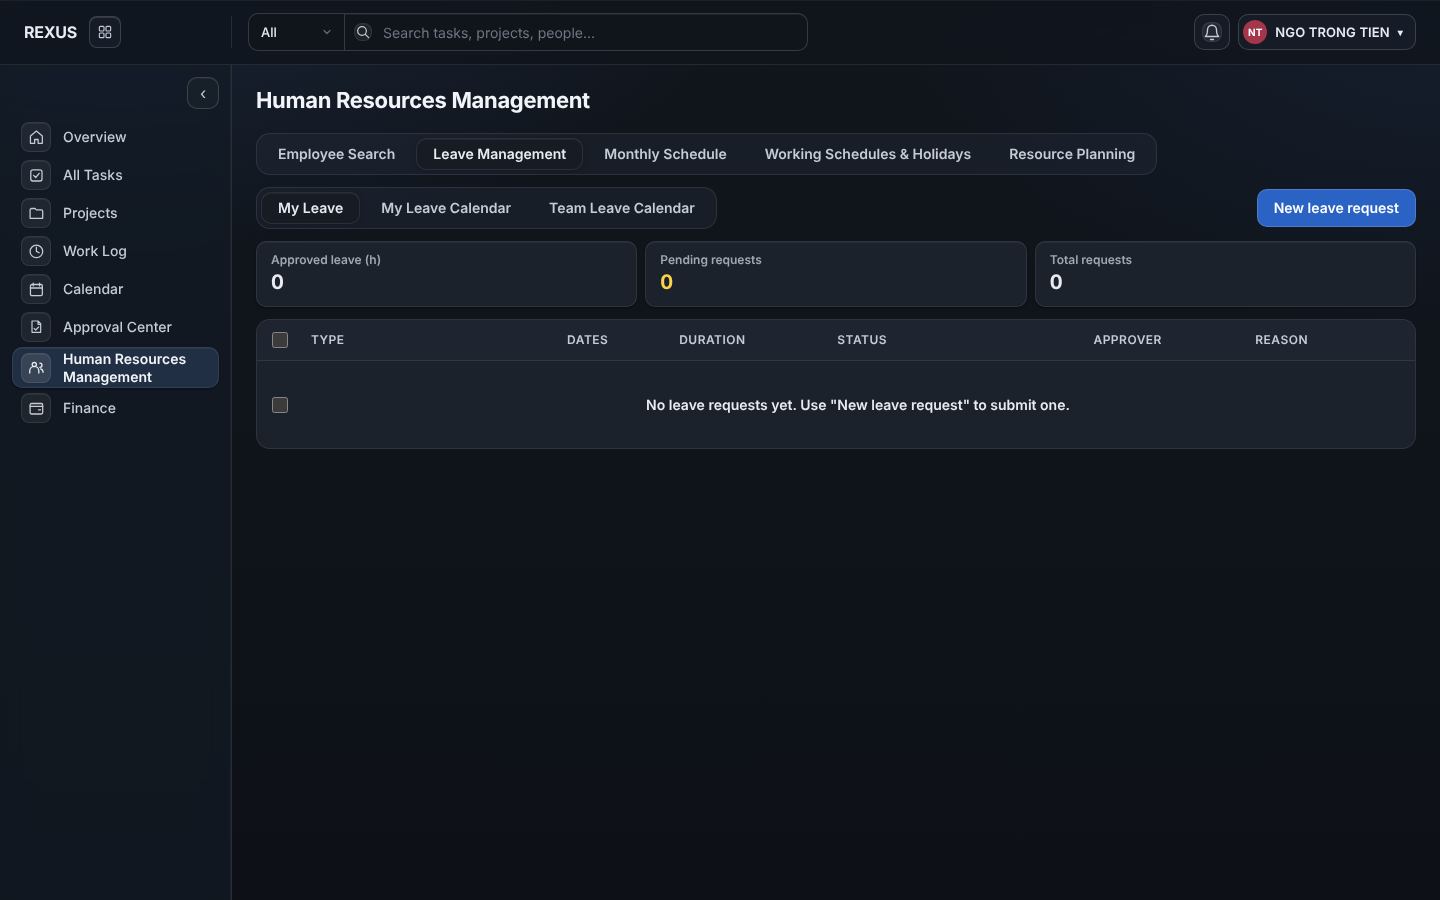 REXUS
All
Search tasks, projects, people...
NT
NGO TRONG TIEN
Overview
All Tasks
Projects
Work Log
Calendar
Approval Center
Human Resources
Management
Finance
Human Resources Management
Employee Search
Leave Management
Monthly Schedule
Working Schedules & Holidays
Resource Planning
My Leave
My Leave Calendar
Team Leave Calendar
New leave request
Approved leave (h)
0
Pending requests
0
Total requests
0
TYPE
DATES
DURATION
STATUS
APPROVER
REASON
No leave requests yet. Use "New leave request" to submit one.